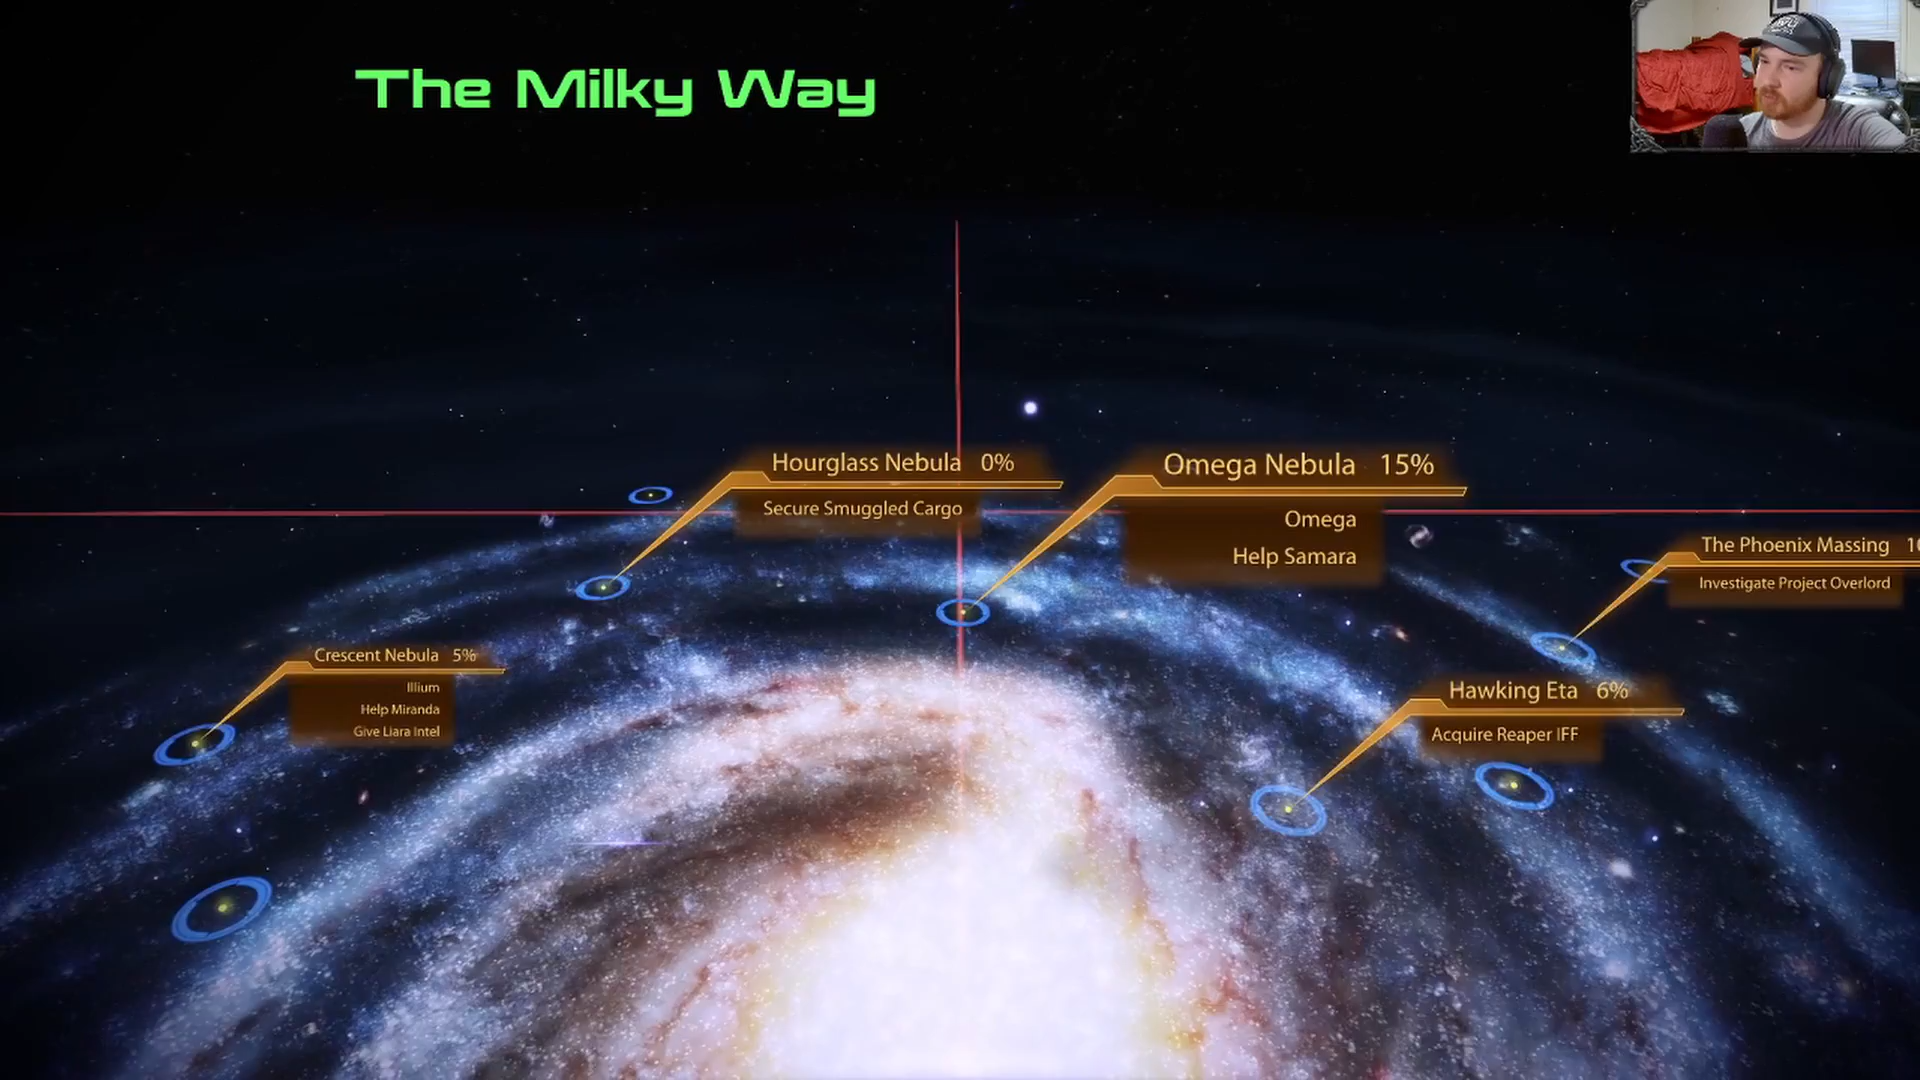 The Milky Way
Hourglass Nebula 0%
Secure Smuggled Cargo
Omega Nebula 15%
Omega
Help Samara
The Phoenix Massing
Investigate Project Overlord
Crescent Nebula 5%
Illium
Help Miranda
Give Liara Intel
Hawking Eta 6%
Acquire Reaper IFF